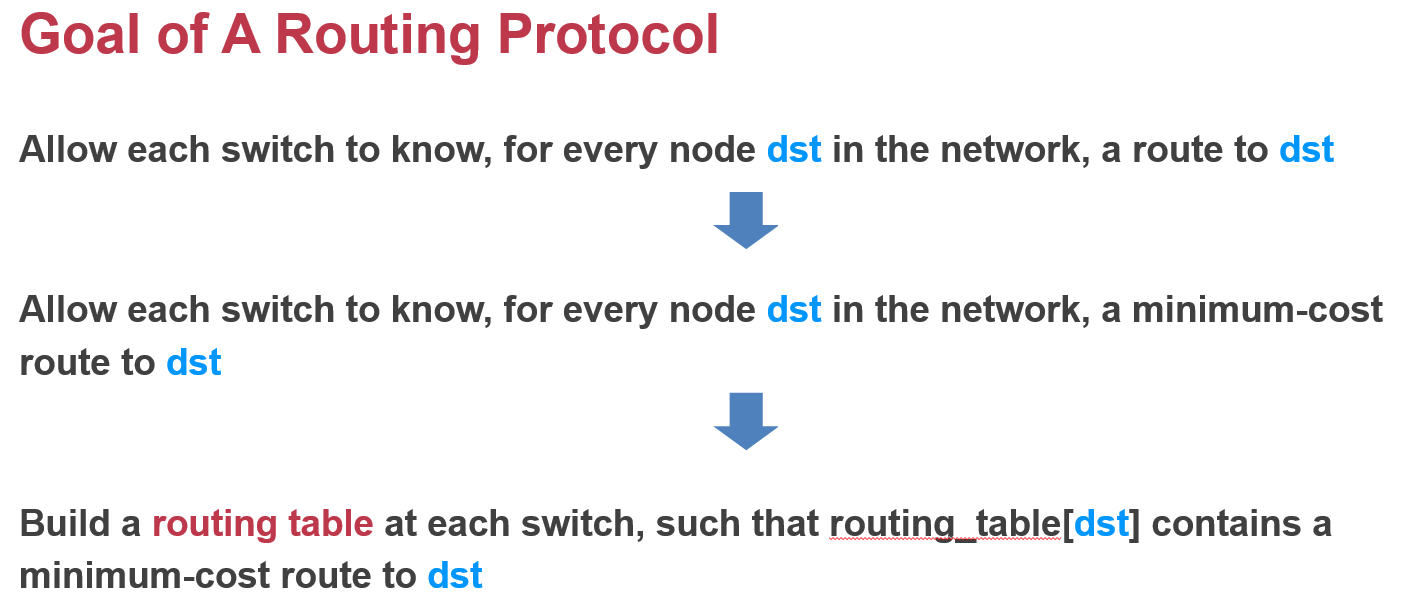 Goal of A Routing Protocol
Allow each switch to know, for every node dst in the network, a route to dst
Allow each switch to know, for every node dst in the network, a minimum-cost
route to dst
Build a routing table at each switch, such that routing_table[dst] contains a
minimum-cost route to dst